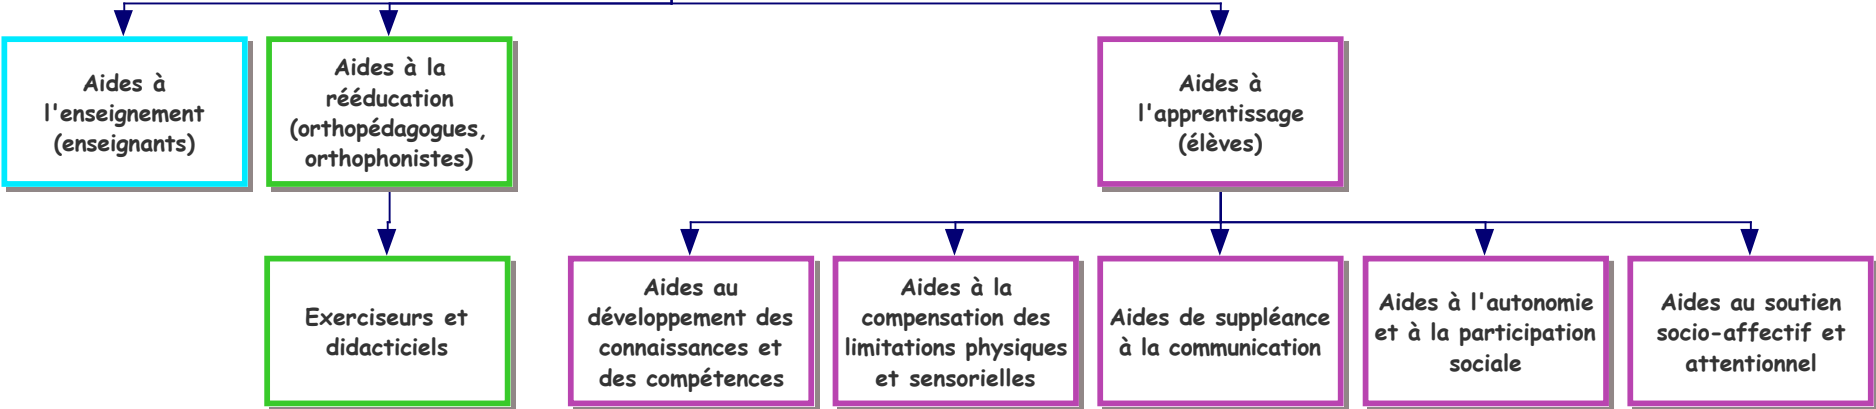 Aides à
l'enseignement
(enseignants)
Aides à la
rééducation
(orthopédagogues,
orthophonistes)
Aides à
l'apprentissage
(élèves)
Exerciseurs et
didacticiels
Aides au
développement des
connaissances et
des compétences
Aides à la
compensation des
limitations physiques
et sensorielles
Aides de suppléance
à la communication
Aides à l'autonomie
et à la participation
sociale
Aides au soutien
socio-affectif et
attentionnel